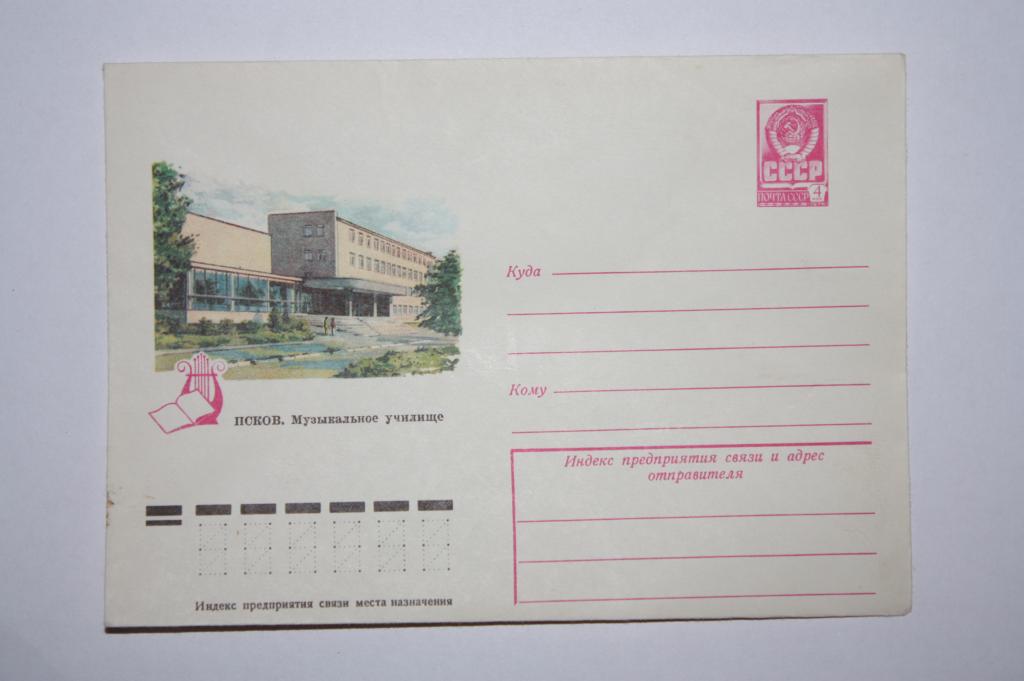 СССР
ПОЧТА СССР 4
Куда
Кому
ПСКОВ. Музыкальное училище
Индекс предприятия связи и адрес
отправителя
Индекс предприятия связи места назначения